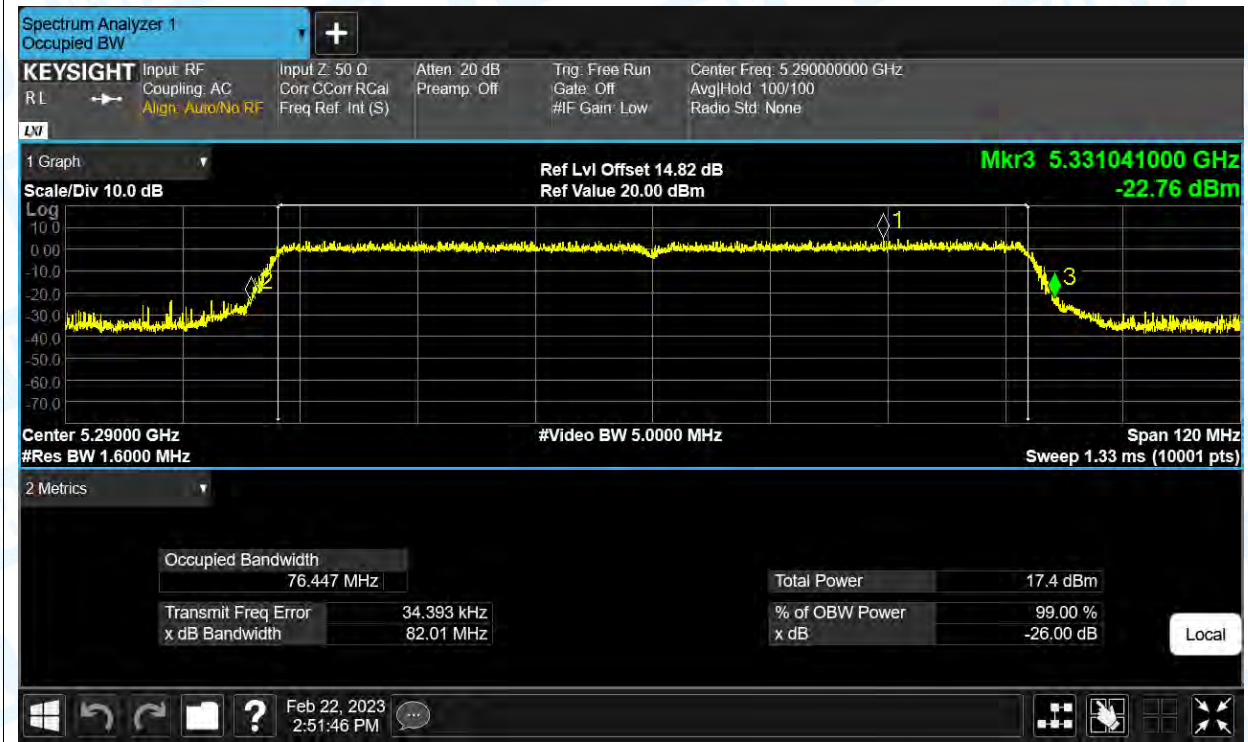 Spectrum Analyzer 1
Occupied BW
+
KEYSIGHT
R L
LXI
Input: RF
Coupling: AC
Align: Auto/No RF
Input Z: 50 Ω
Corr CCorr RCal
Freq Ref: Int (S)
Atten: 20 dB
Preamp: Off
Trig: Free Run
Gate: Off
#IF Gain: Low
Center Freq: 5.290000000 GHz
Avg|Hold: 100/100
Radio Std: None
1 Graph
Scale/Div 10.0 dB
Ref Lvl Offset 14.82 dB
Ref Value 20.00 dBm
Mkr3 5.331041000 GHz
-22.76 dBm
Log
10.0
0.00
-10.0
-20.0
-30.0
-40.0
-50.0
-60.0
-70.0
1
2
3
Center 5.29000 GHz
#Res BW 1.6000 MHz
#Video BW 5.0000 MHz
Span 120 MHz
Sweep 1.33 ms (10001 pts)
2 Metrics
Occupied Bandwidth
76.447 MHz
Transmit Freq Error 34.393 kHz
x dB Bandwidth 82.01 MHz
Total Power 17.4 dBm
% of OBW Power 99.00 %
x dB -26.00 dB
Local
?
Feb 22, 2023
2:51:46 PM